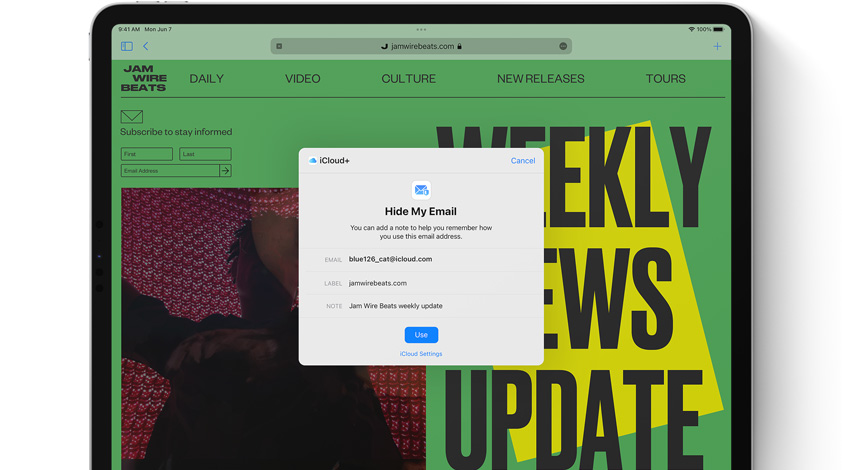 9:41 AM Mon Jun 7
100%
jamwirebeats.com
JAM
WIRE
BEATS
DAILY
VIDEO
CULTURE
NEW RELEASES
TOURS
Subscribe to stay informed
First
Last
Email Address
WEEKLY
NEWS
UPDATE
iCloud+
Cancel
Hide My Email
You can add a note to help you remember how
you use this email address.
EMAIL blue126_cat@icloud.com
LABEL jamwirebeats.com
NOTE Jam Wire Beats weekly update
Use
iCloud Settings